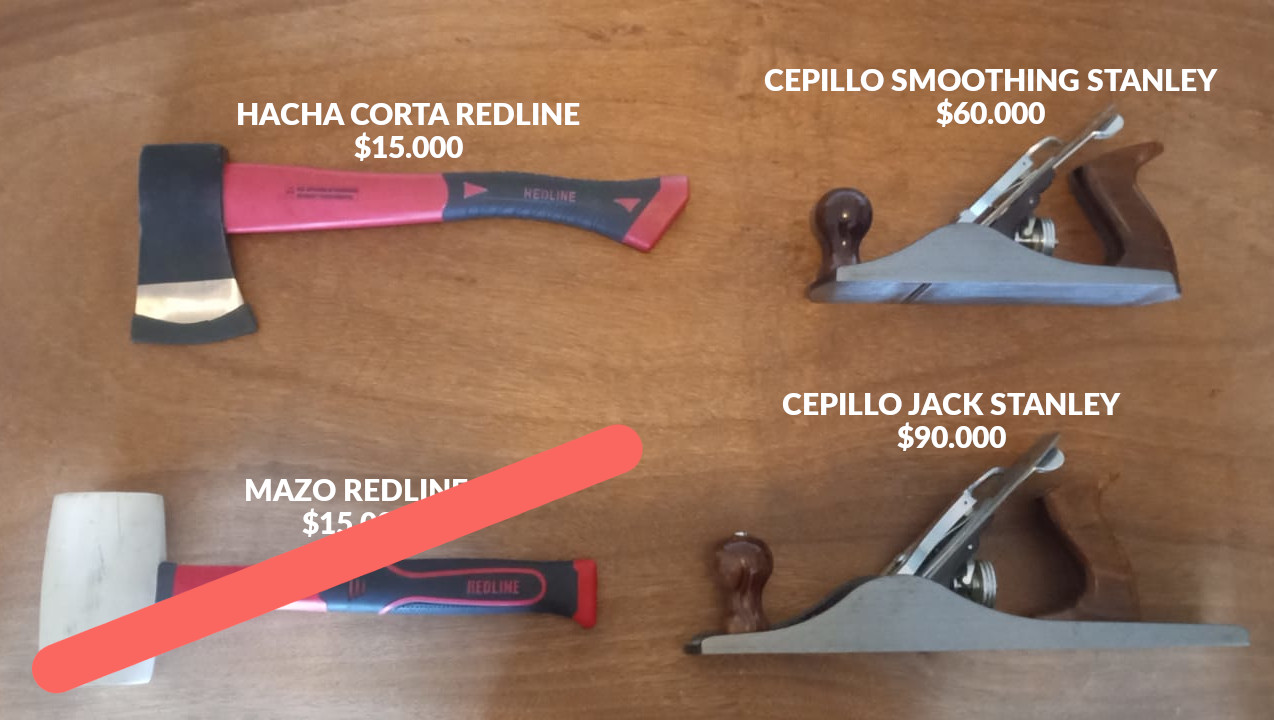 HACHA CORTA REDLINE
$15.000
REDLINE
CEPILLO SMOOTHING STANLEY
$60.000
CEPILLO JACK STANLEY
$90.000
MAZO REDLINE
REDLINE